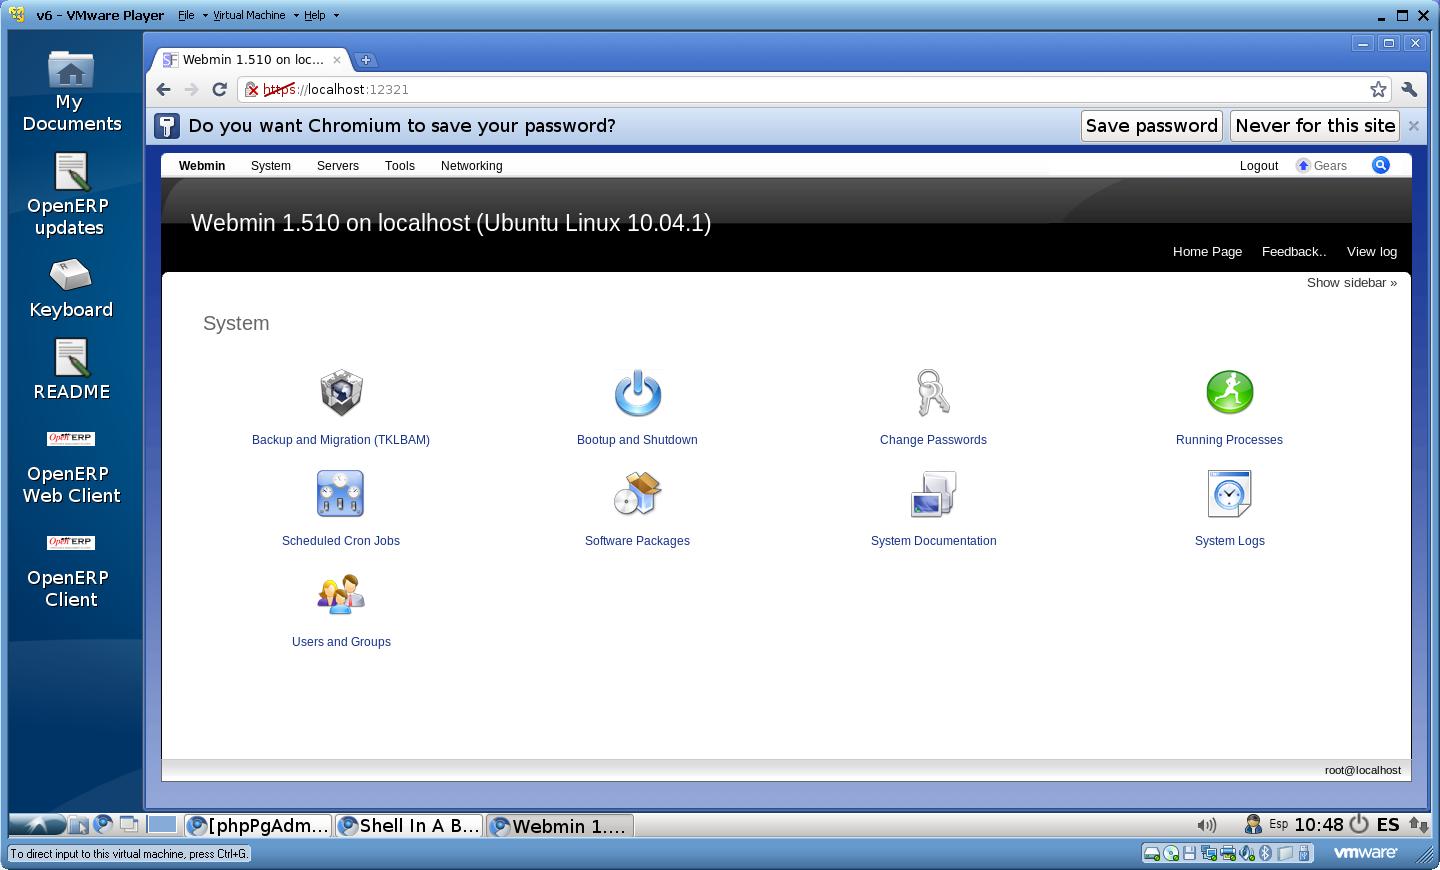 v6 - VMware Player File Virtual Machine Help
My
Documents
OpenERP
updates
Keyboard
README
OpenERP
OpenERP
Web Client
OpenERP
OpenERP
Client
Webmin 1.510 on loc...
https://localhost:12321
Do you want Chromium to save your password? Save password Never for this site
Webmin System Servers Tools Networking Logout Gears
Webmin 1.510 on localhost (Ubuntu Linux 10.04.1)
Home Page Feedback.. View log
Show sidebar »
System
Backup and Migration (TKLBAM) Bootup and Shutdown Change Passwords Running Processes
Scheduled Cron Jobs Software Packages System Documentation System Logs
Users and Groups
root@localhost
[phpPgAdm... Shell In A B... Webmin 1.... Esp 10:48 ES
To direct input to this virtual machine, press Ctrl+G. vmware